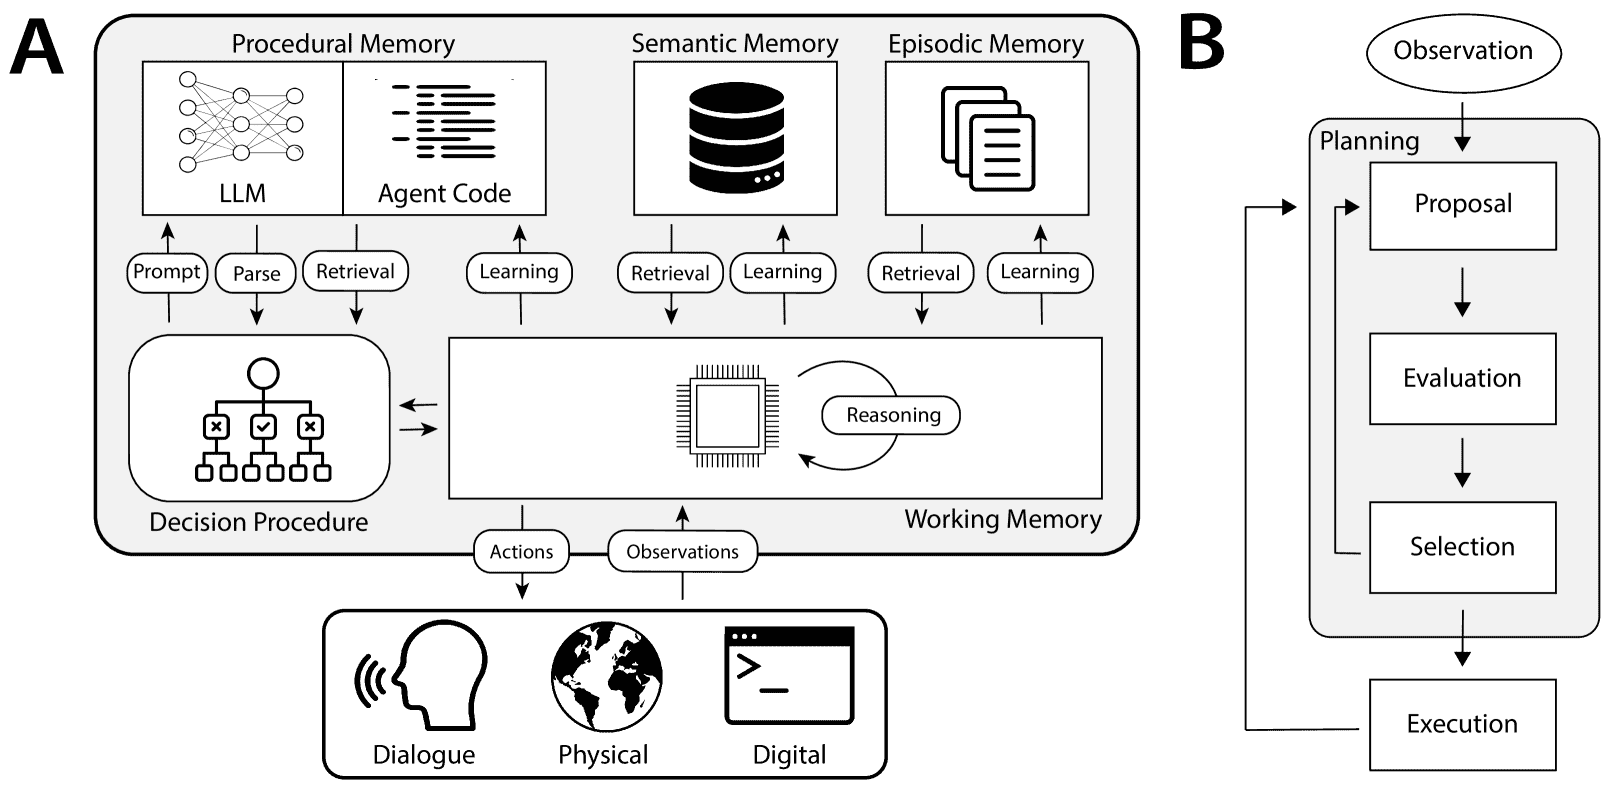 A
Procedural Memory
Semantic Memory
Episodic Memory
LLM
Agent Code
Prompt
Parse
Retrieval
Learning
Retrieval
Learning
Retrieval
Learning
Reasoning
Decision Procedure
Working Memory
Actions
Observations
>_
Dialogue
Physical
Digital
B
Observation
Planning
Proposal
Evaluation
Selection
Execution